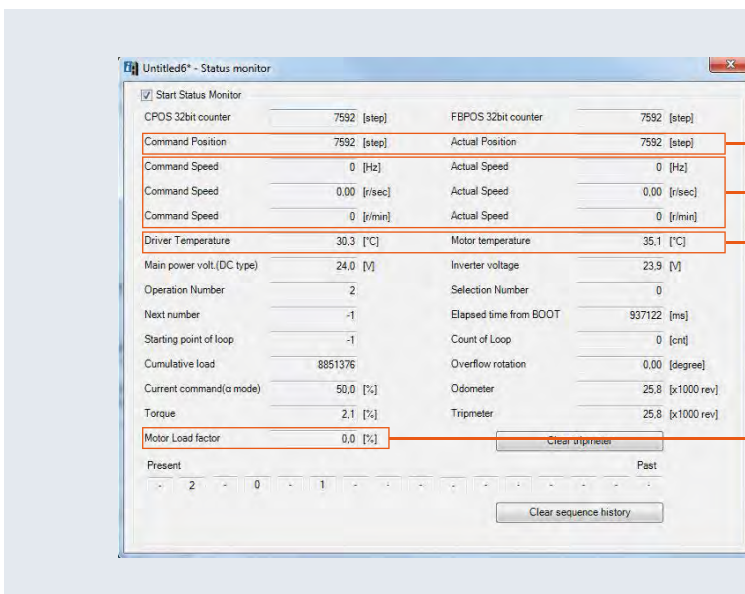 Untitled6* - Status monitor
Start Status Monitor
CPOS 32bit counter 7592 [step] FBPOS 32bit counter 7592 [step]
Command Position 7592 [step] Actual Position 7592 [step]
Command Speed 0 [Hz] Actual Speed 0 [Hz]
Command Speed 0.00 [r/sec] Actual Speed 0.00 [r/sec]
Command Speed 0 [r/min] Actual Speed 0 [r/min]
Driver Temperature 30,3 [°C] Motor temperature 35,1 [°C]
Main power volt.(DC type) 24,0 [V] Inverter voltage 23,9 [V]
Operation Number 2 Selection Number 0
Next number -1 Elapsed time from BOOT 937122 [ms]
Starting point of loop -1 Count of Loop 0 [cnt]
Cumulative load 8851376 Overflow rotation 0,00 [degree]
Current command(α mode) 50,0 [%] Odometer 25,8 [x1000 rev]
Torque 2,1 [%] Tripmeter 25,8 [x1000 rev]
Motor Load factor 0,0 [%] Clear tripmeter
Present Past
- 2 - 0 - 1 - - - - - - - - - -
Clear sequence history